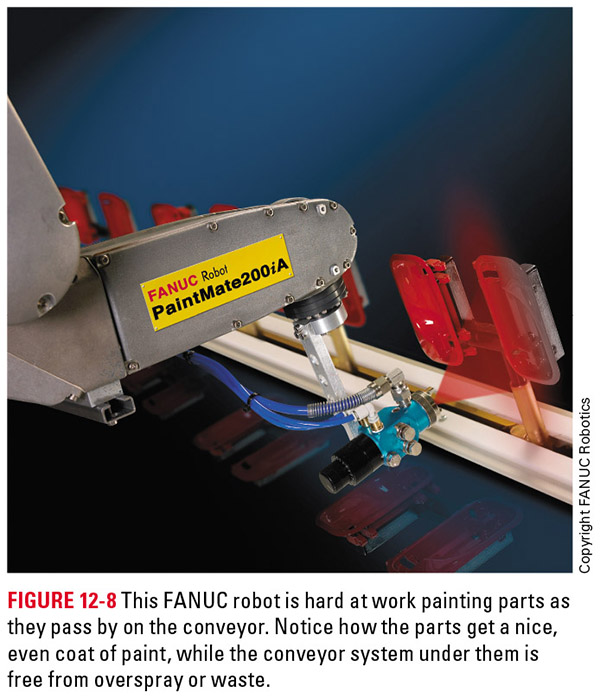 FANUC Robot
PaintMate200iA
Copyright FANUC Robotics
FIGURE 12-8 This FANUC robot is hard at work painting parts as
they pass by on the conveyor. Notice how the parts get a nice,
even coat of paint, while the conveyor system under them is
free from overspray or waste.